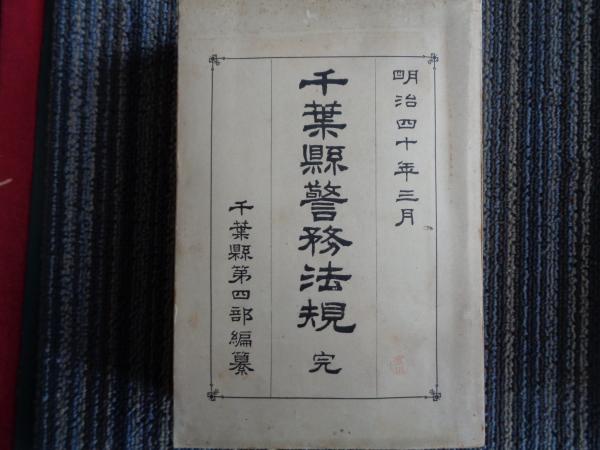 明治四十年三月
千葉縣警務法規 完
千葉縣第四部編纂